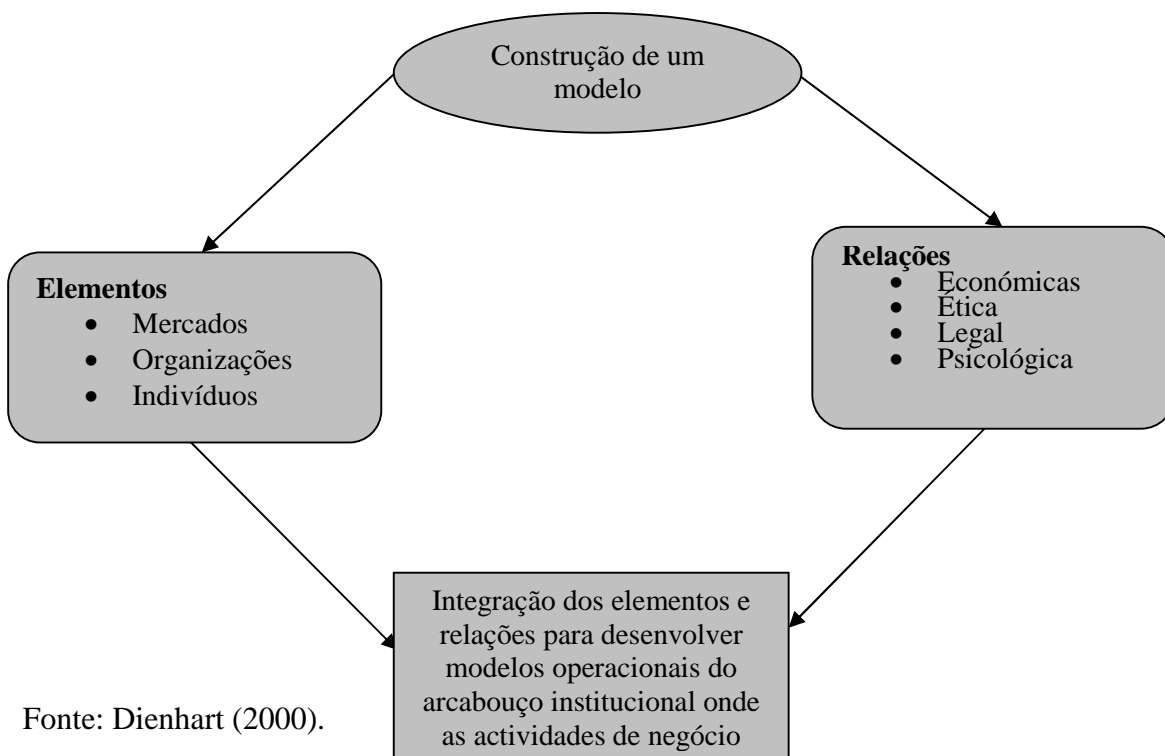 Construção de um
modelo
Elementos
• Mercados
• Organizações
• Indivíduos
Relações
• Económicas
• Ética
• Legal
• Psicológica
Integração dos elementos e
relações para desenvolver
modelos operacionais do
arcabouço institucional onde
as actividades de negócio
Fonte: Dienhart (2000).